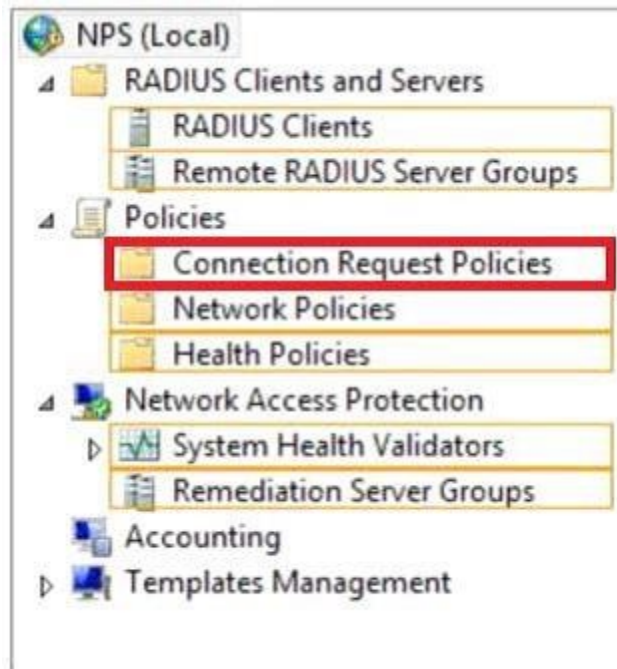 NPS (Local)
RADIUS Clients and Servers
RADIUS Clients
Remote RADIUS Server Groups
Policies
Connection Request Policies
Network Policies
Health Policies
Network Access Protection
System Health Validators
Remediation Server Groups
Accounting
Templates Management